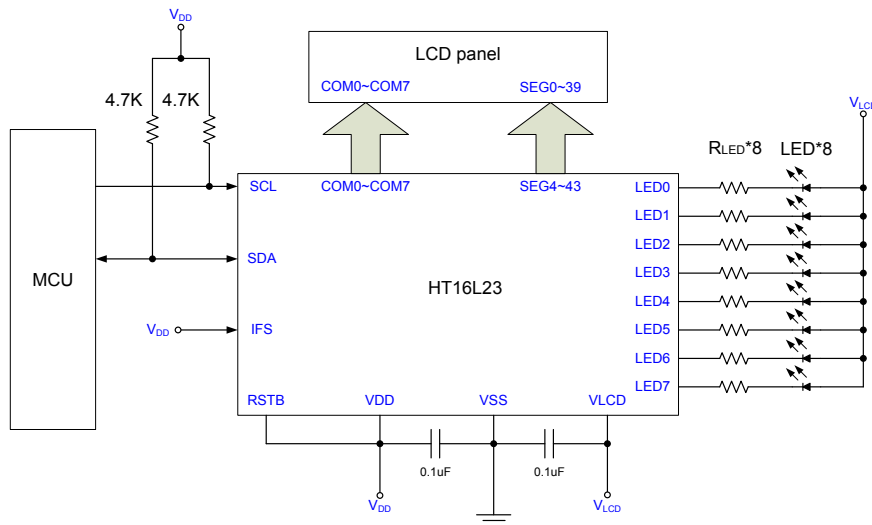 VDD
LCD panel
COM0~COM7 SEG0~39
4.7K 4.7K
VLCD
RLED*8 LED*8
SCL COM0~COM7 SEG4~43 LED0
LED1
LED2
SDA LED3
MCU HT16L23
LED4
VDD IFS LED5
LED6
LED7
RSTB VDD VSS VLCD
0.1uF 0.1uF
VDD VLCD